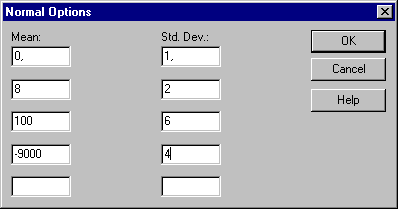 Normal Options
Mean: Std. Dev.:
0, 1, OK
Cancel
8 2
Help
100 6
-9000 4